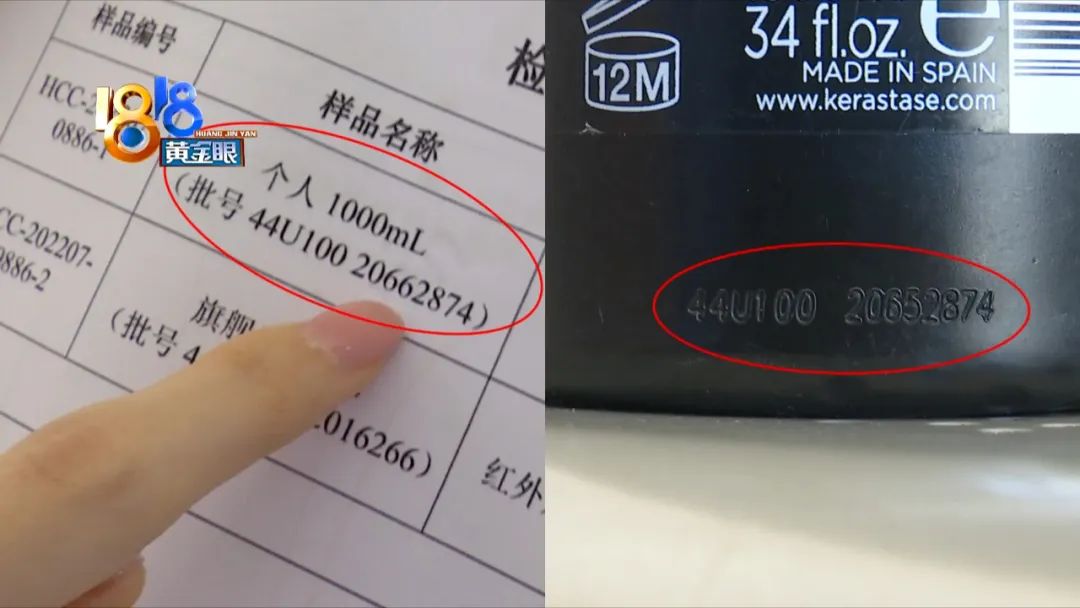 样品编号
样品名称
检
HCC-2
0886-1
个人 1000mL
(批号 44U100 20662874)
CC-202207-
0886-2
旗舰
(批号 4
016266)
红外
1818
HUANG JIN YAN
黄金眼
12M
34 fl.oz. e
MADE IN SPAIN
www.kerastase.com
44U100 20652874